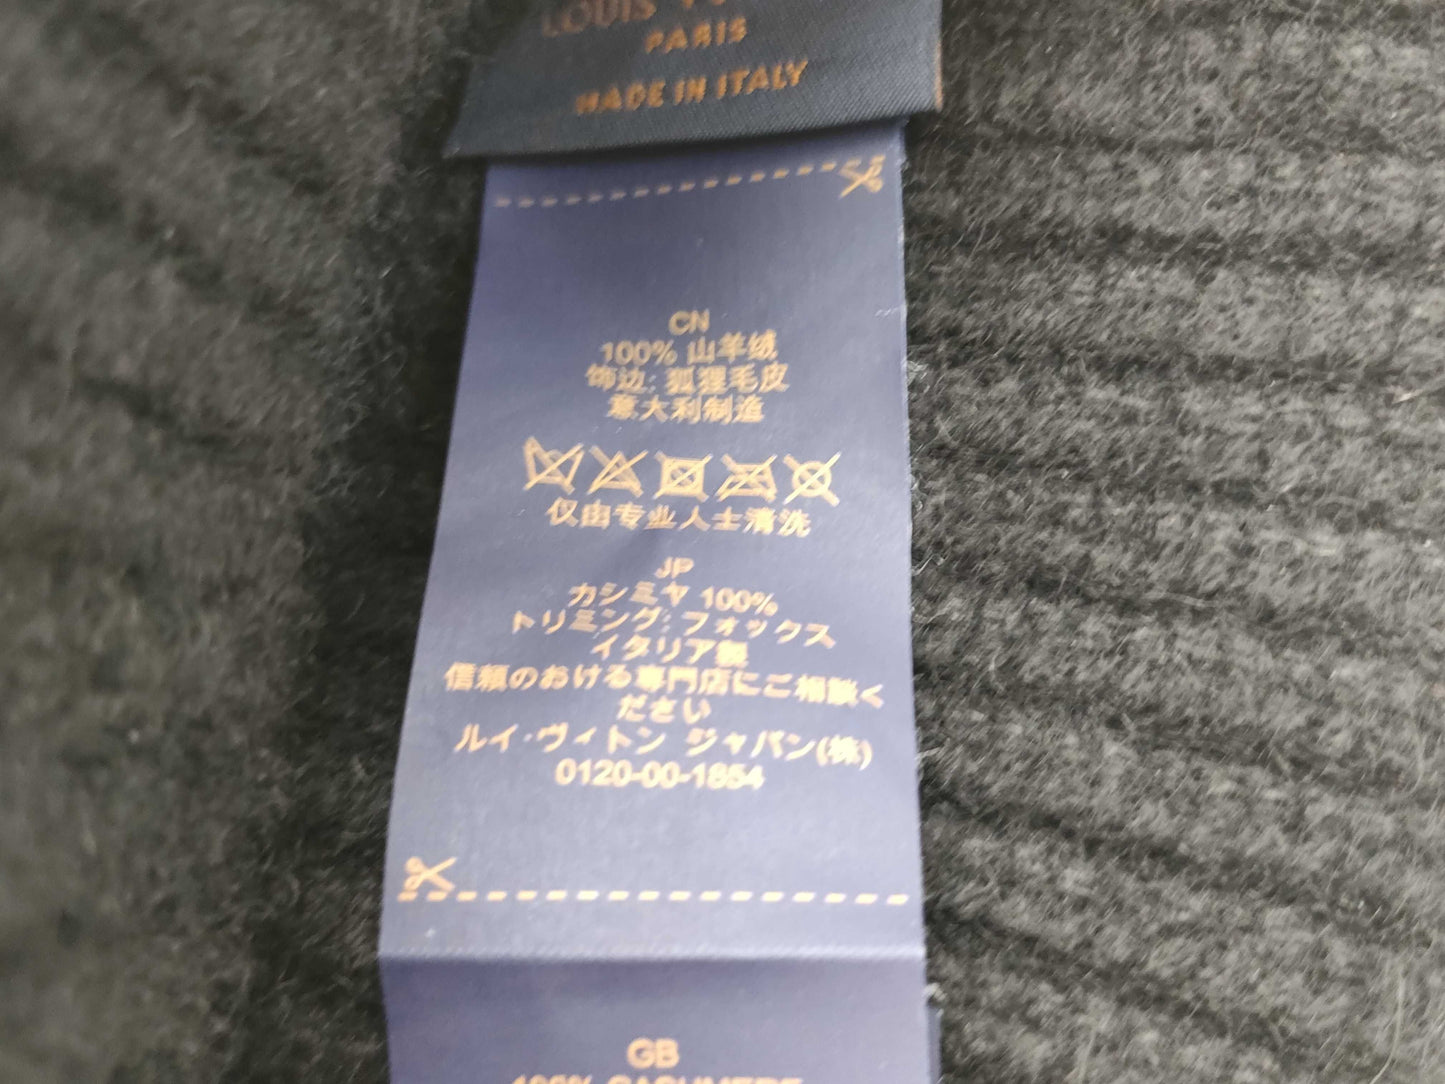 LOUIS
PARIS
MADE IN ITALY
CN
100% 山羊绒
饰边: 狐狸毛皮
意大利制造
仅由专业人士清洗
JP
カシミヤ 100%
トリミング: フォックス
イタリア製
信頼のおける専門店にご相談く
ださい
ルイ・ヴィトン ジャパン(株)
0120-00-1854
GB
100% CASHMERE